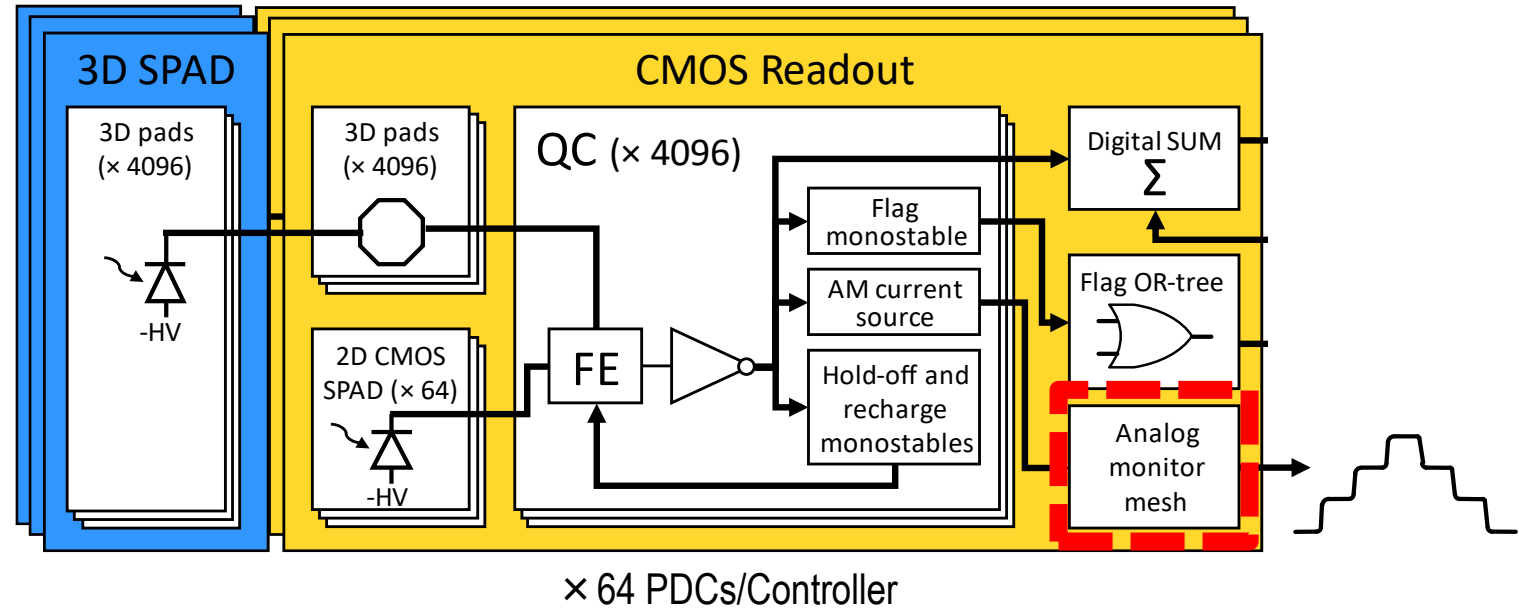 3D SPAD
3D pads
(× 4096)
-HV
CMOS Readout
3D pads
(× 4096)
2D CMOS
SPAD (× 64)
-HV
QC (× 4096)
FE
Flag
monostable
AM current
source
Hold-off and
recharge
monostables
Digital SUM
Σ
Flag OR-tree
Analog
monitor
mesh
× 64 PDCs/Controller